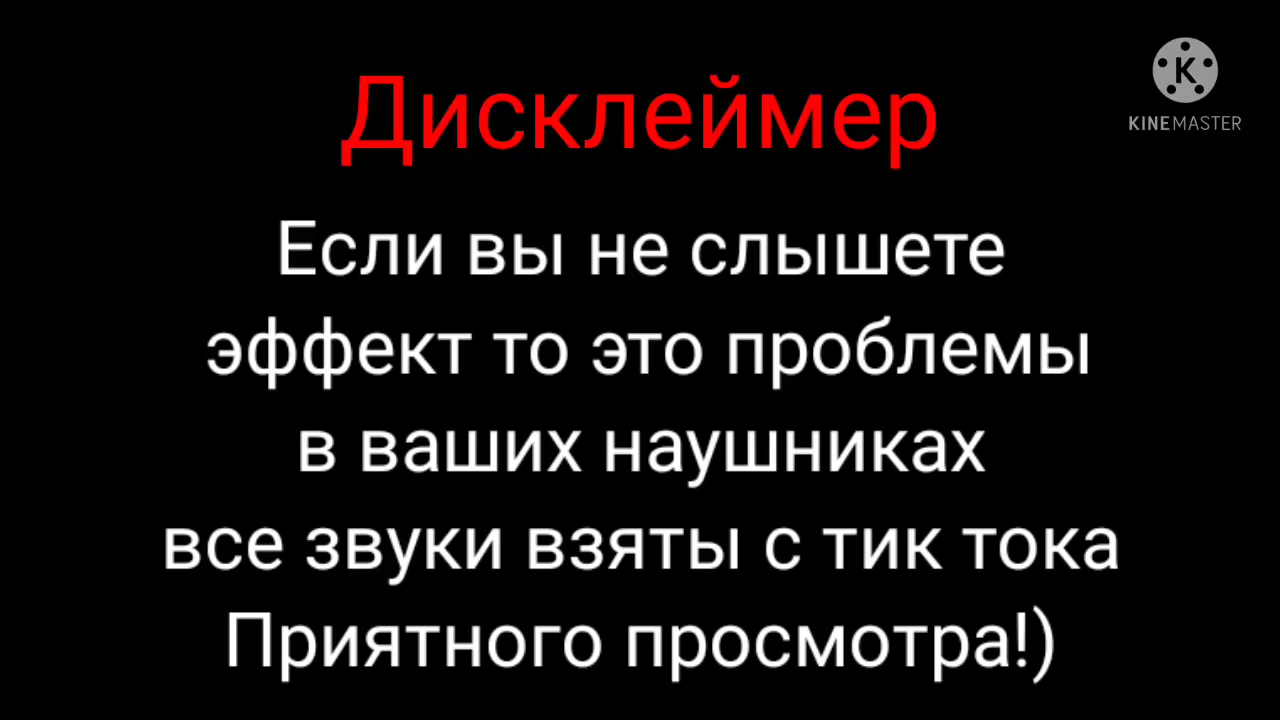 Дисклеймер
K
KINEMASTER
Если вы не слышете
эффект то это проблемы
в ваших наушниках
все звуки взяты с тик тока
Приятного просмотра!)